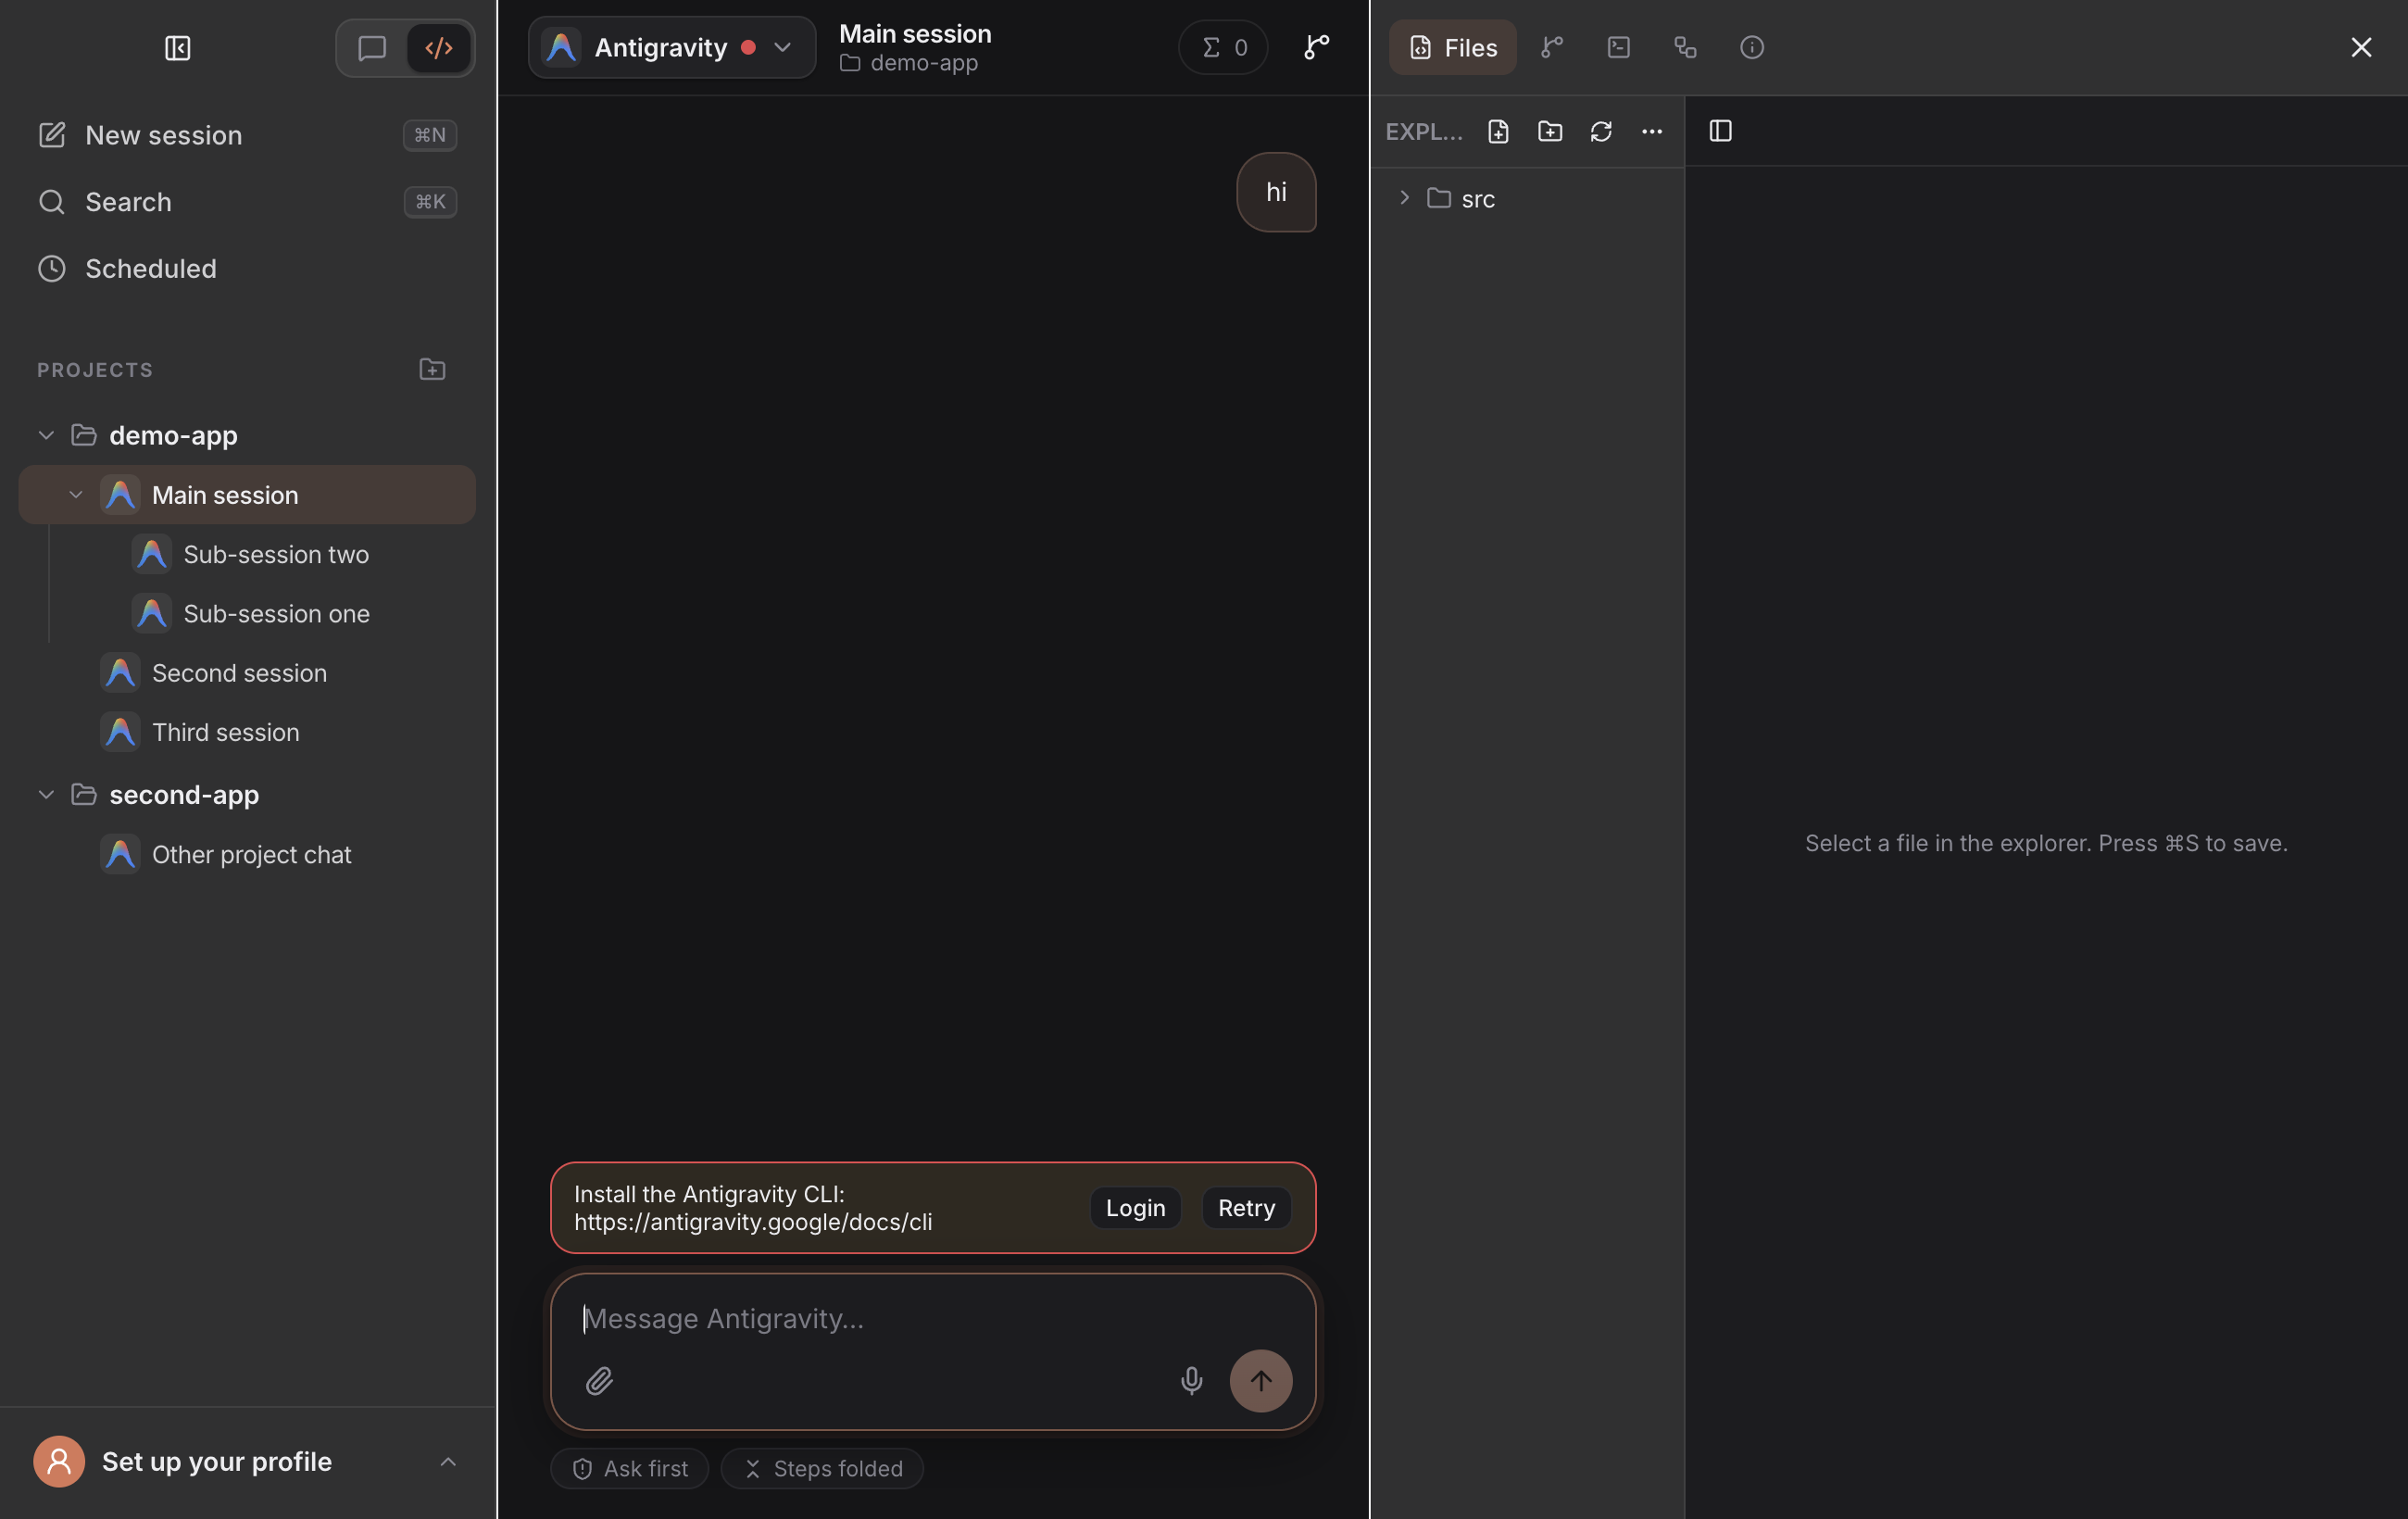 New session
⌘N
Search
⌘K
Scheduled
PROJECTS
demo-app
Main session
Sub-session two
Sub-session one
Second session
Third session
second-app
Other project chat
Set up your profile
Antigravity
Main session
demo-app
Σ 0
hi
Install the Antigravity CLI:
https://antigravity.google/docs/cli
Login
Retry
Message Antigravity...
Ask first
Steps folded
Files
EXPL...
src
Select a file in the explorer. Press ⌘S to save.